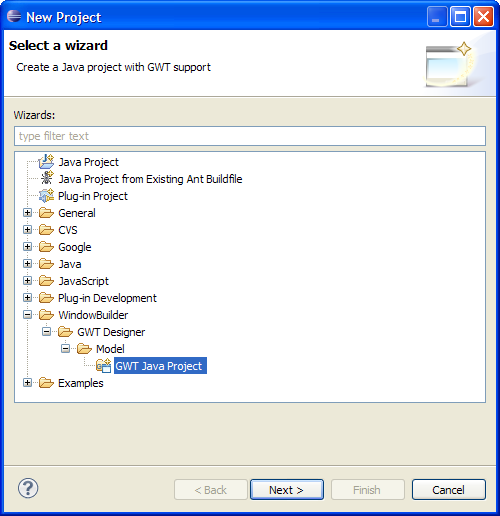 New Project
Select a wizard
Create a Java project with GWT support
Wizards:
type filter text
Java Project
Java Project from Existing Ant Buildfile
Plug-in Project
General
CVS
Google
Java
JavaScript
Plug-in Development
WindowBuilder
GWT Designer
Model
GWT Java Project
Examples
?
< Back Next > Finish Cancel